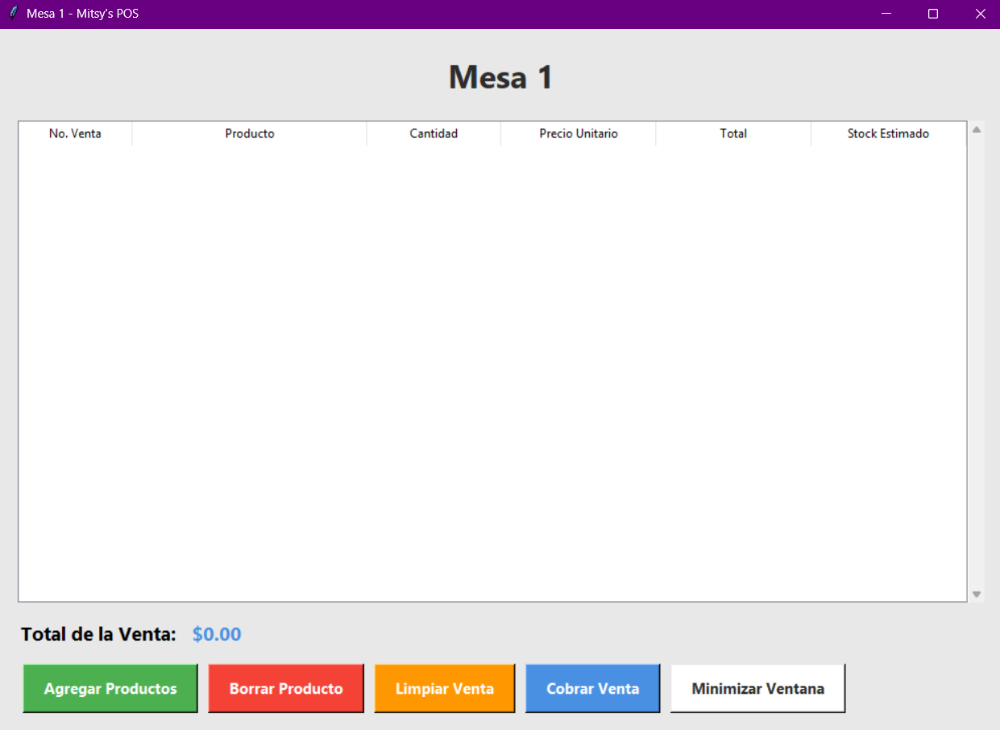 Mesa 1 - Mitsy's POS
Mesa 1
No. Venta Producto Cantidad Precio Unitario Total Stock Estimado
Total de la Venta: $0.00
Agregar Productos Borrar Producto Limpiar Venta Cobrar Venta Minimizar Ventana